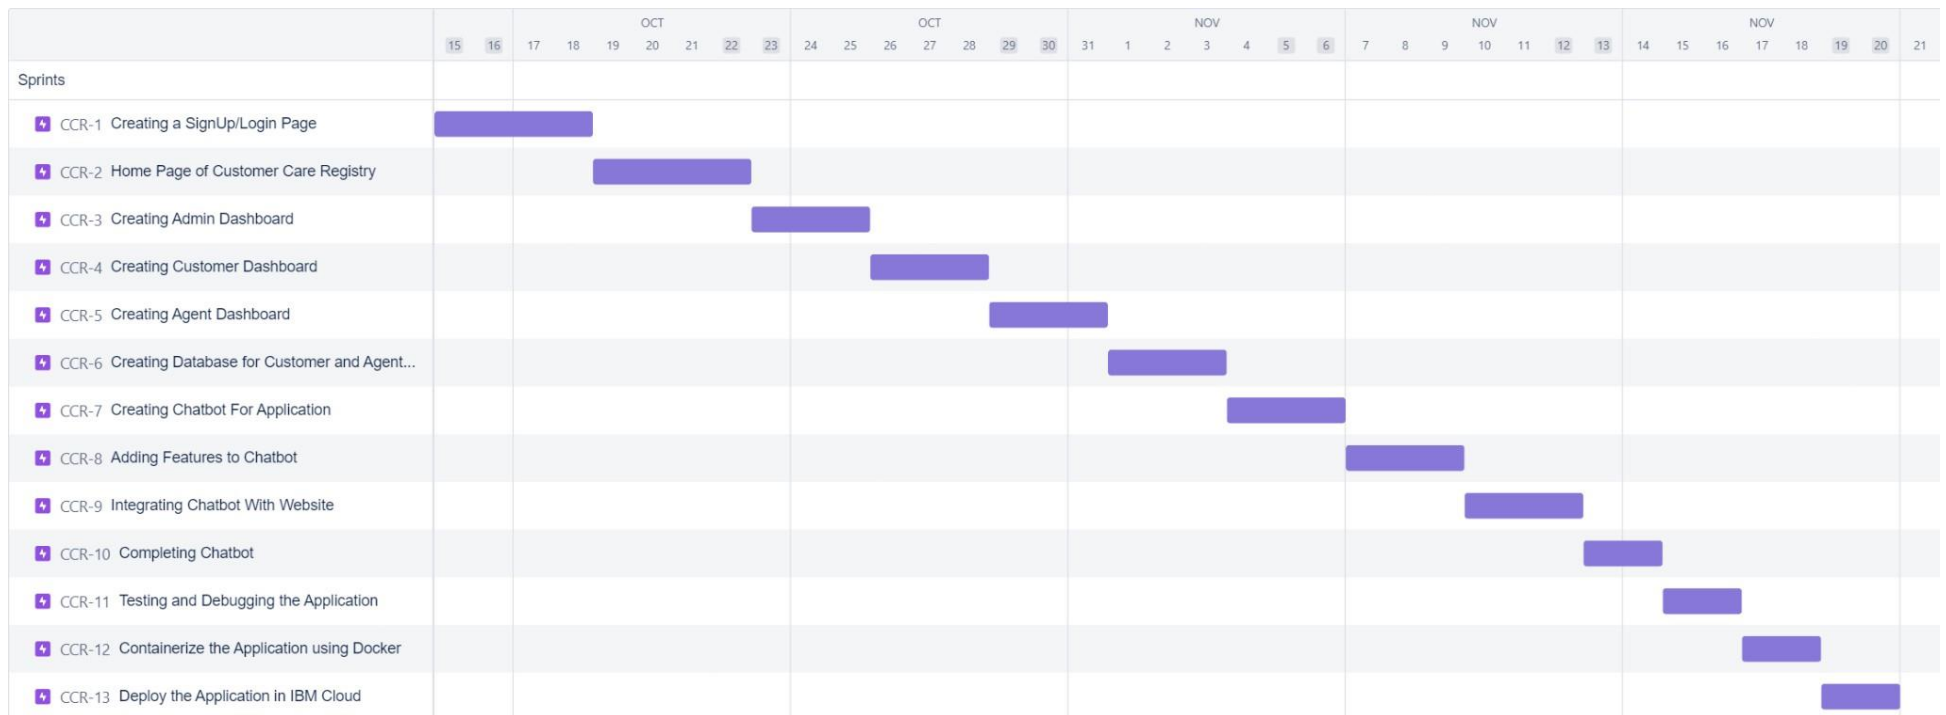 OCT OCT NOV NOV NOV
15 16 17 18 19 20 21 22 23 24 25 26 27 28 29 30 31 1 2 3 4 5 6 7 8 9 10 11 12 13 14 15 16 17 18 19 20 21
Sprints
CCR-1 Creating a SignUp/Login Page
CCR-2 Home Page of Customer Care Registry
CCR-3 Creating Admin Dashboard
CCR-4 Creating Customer Dashboard
CCR-5 Creating Agent Dashboard
CCR-6 Creating Database for Customer and Agent...
CCR-7 Creating Chatbot For Application
CCR-8 Adding Features to Chatbot
CCR-9 Integrating Chatbot With Website
CCR-10 Completing Chatbot
CCR-11 Testing and Debugging the Application
CCR-12 Containerize the Application using Docker
CCR-13 Deploy the Application in IBM Cloud